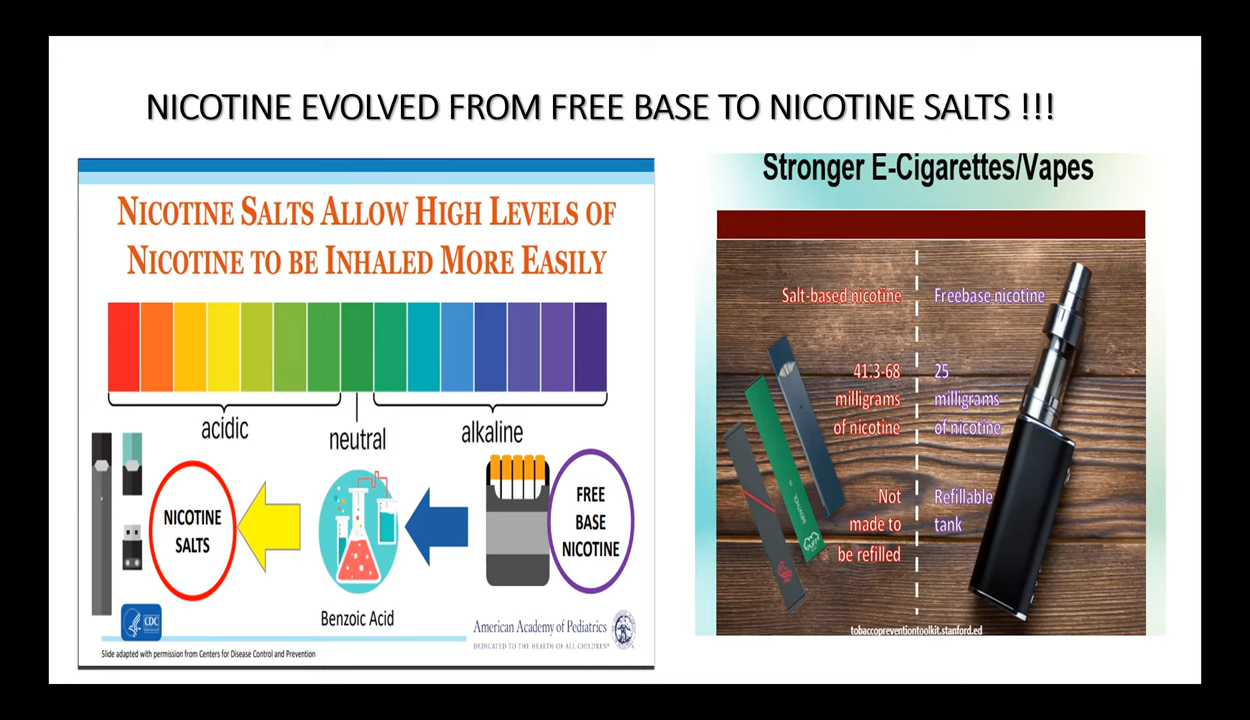 NICOTINE EVOLVED FROM FREE BASE TO NICOTINE SALTS !!!
NICOTINE SALTS ALLOW HIGH LEVELS OF
NICOTINE TO BE INHALED MORE EASILY
acidic
neutral
alkaline
NICOTINE
SALTS
FREE
BASE
NICOTINE
Benzoic Acid
CDC
American Academy of Pediatrics
DEDICATED TO THE HEALTH OF ALL CHILDREN®
Slide adapted with permission from Centers for Disease Control and Prevention
Stronger E-Cigarettes/Vapes
Salt-based nicotine
41.3-68
milligrams
of nicotine
Not
made to
be refilled
MENTHOL
Freebase nicotine
25
milligrams
of nicotine
Refillable
tank
tobaccopreventiontoolkit.stanford.ed